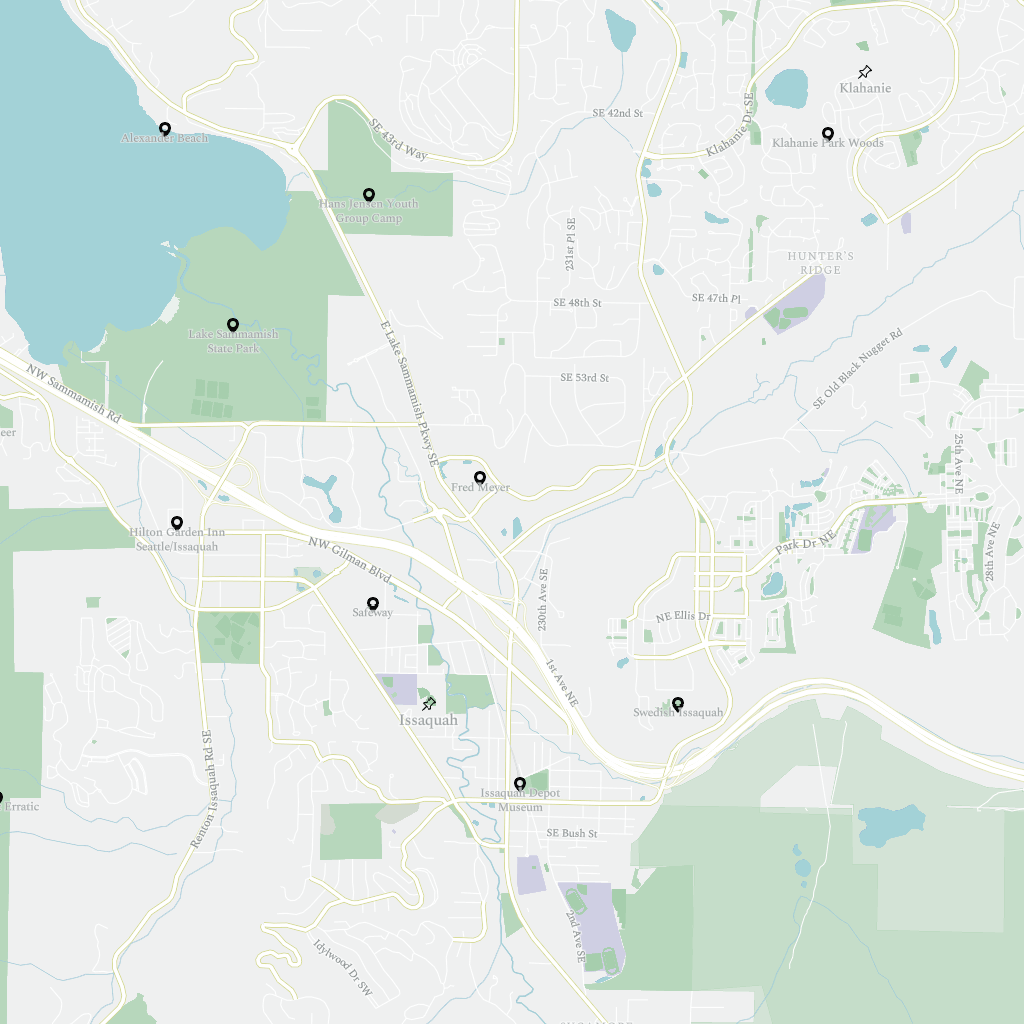 Klahanie
SE 42nd St
Klahanie Dr SE
SE 43rd Way
Alexander Beach
Klahanie Park Woods
Hans Jensen Youth
Group Camp
231st Pl SE
HUNTER'S
RIDGE
SE 47th Pl
SE 48th St
Lake Sammamish
State Park
E Lake Sammamish Pkwy SE
SE Old Black Nugget Rd
NW Sammamish Rd
SE 53rd St
eer
25th Ave NE
Fred Meyer
Hilton Garden Inn
Seattle/Issaquah
NW Gilman Blvd
Park Dr NE
28th Ave NE
230th Ave SE
Safeway
NE Ellis Dr
1st Ave NE
Swedish Issaquah
Issaquah
Renton Issaquah Rd SE
Erratic
Issaquah Depot
Museum
SE Bush St
2nd Ave SE
Idylwood Dr SW